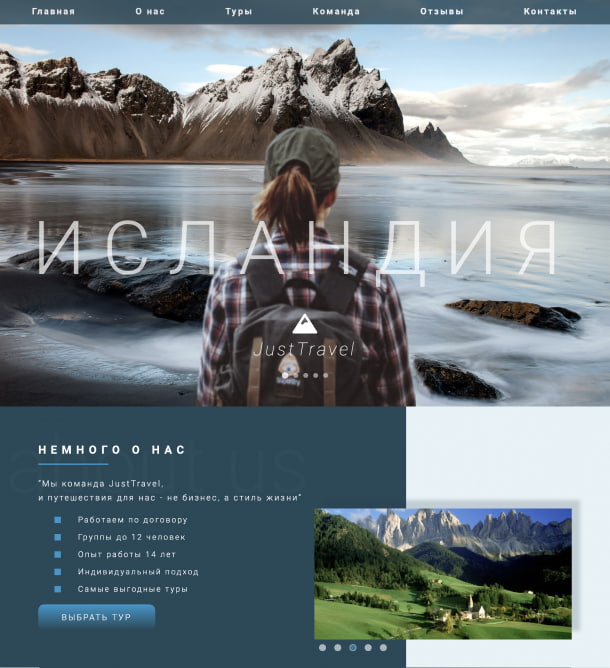 Главная О нас Туры Команда Отзывы Контакты
ИСЛАНДИЯ
JustTravel
about us
НЕМНОГО О НАС
"Мы команда JustTravel,
и путешествия для нас - не бизнес, а стиль жизни"
Работаем по договору
Группы до 12 человек
Опыт работы 14 лет
Индивидуальный подход
Самые выгодные туры
ВЫБРАТЬ ТУР